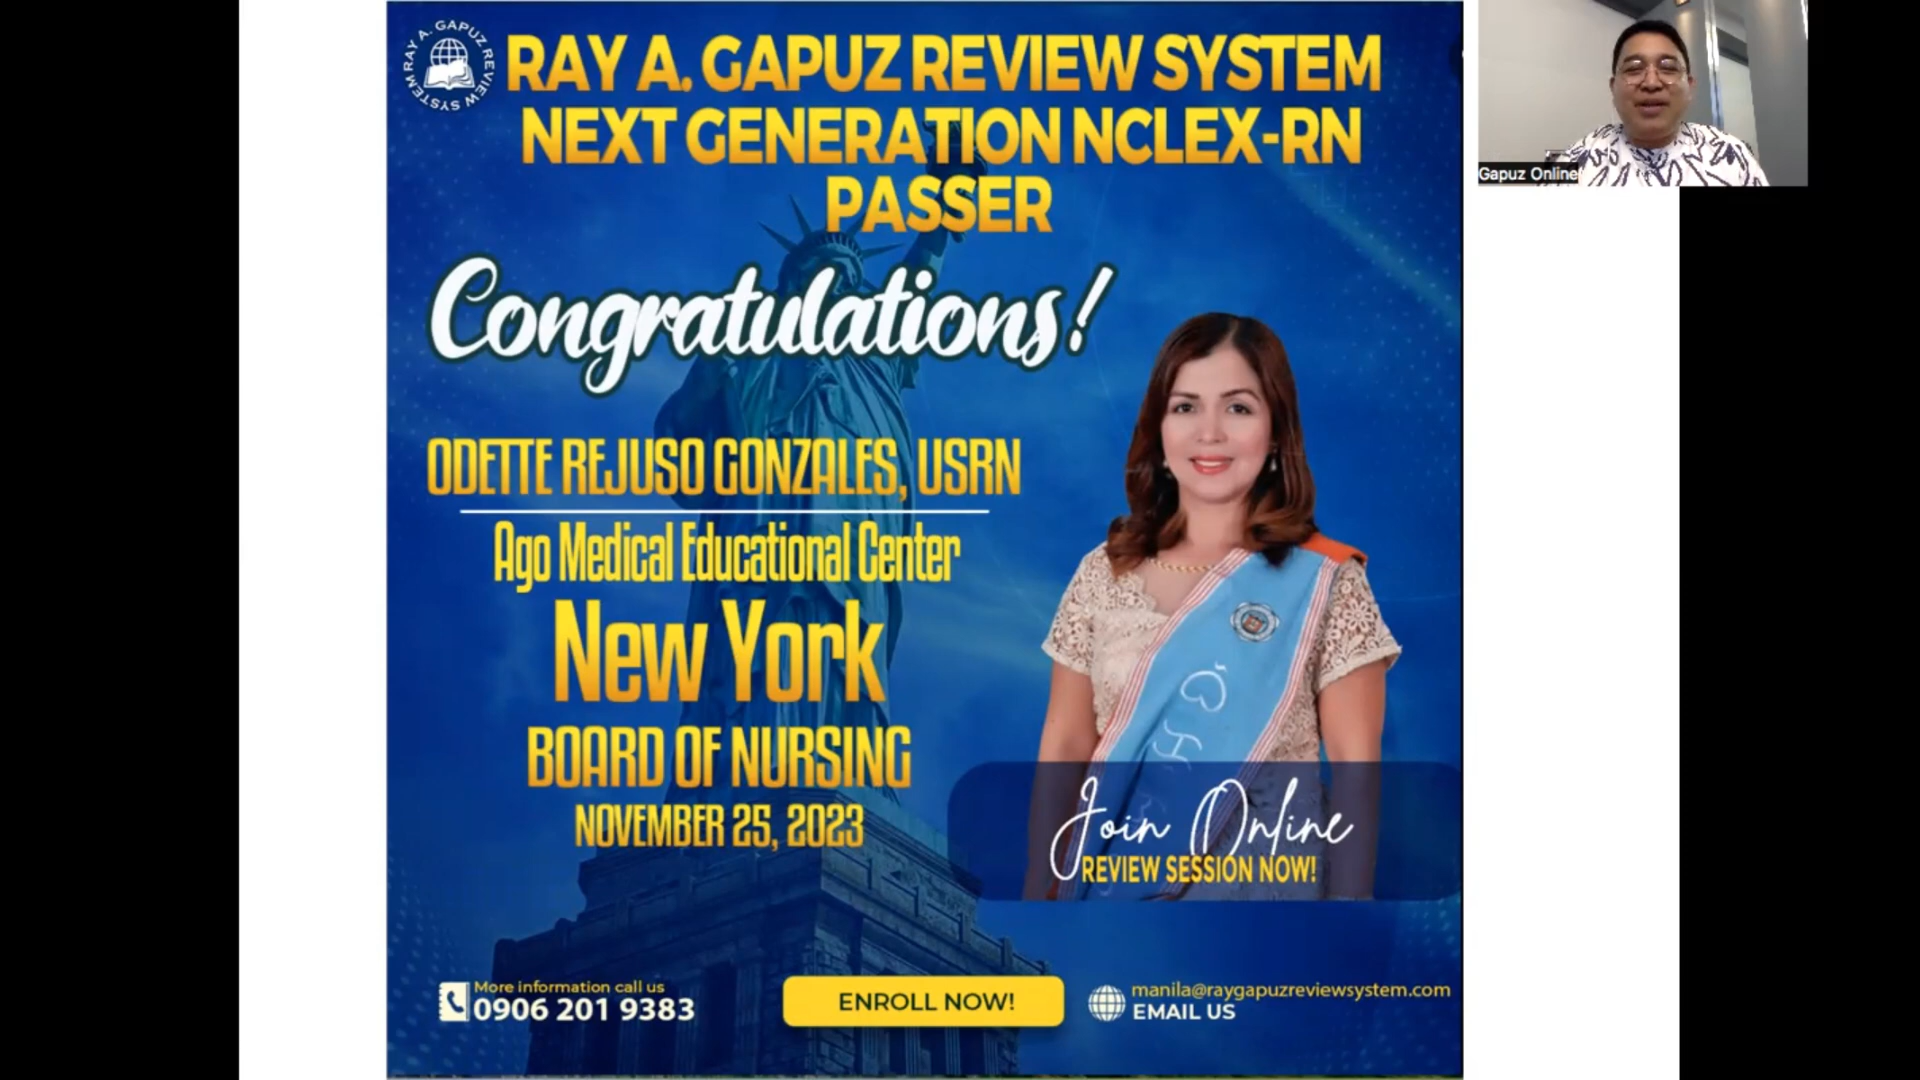 RAY A. GAPUZ REVIEW SYSTEM
RAY A. GAPUZ REVIEW SYSTEM
NEXT GENERATION NCLEX-RN
PASSER
Congratulations!
ODETTE REJUSO GONZALES, USRN
Ago Medical Educational Center
New York
BOARD OF NURSING
NOVEMBER 25, 2023
Join Online
REVIEW SESSION NOW!
More information call us
0906 201 9383
ENROLL NOW!
manila@raygapuzreviewsystem.com
EMAIL US
Gapuz Online